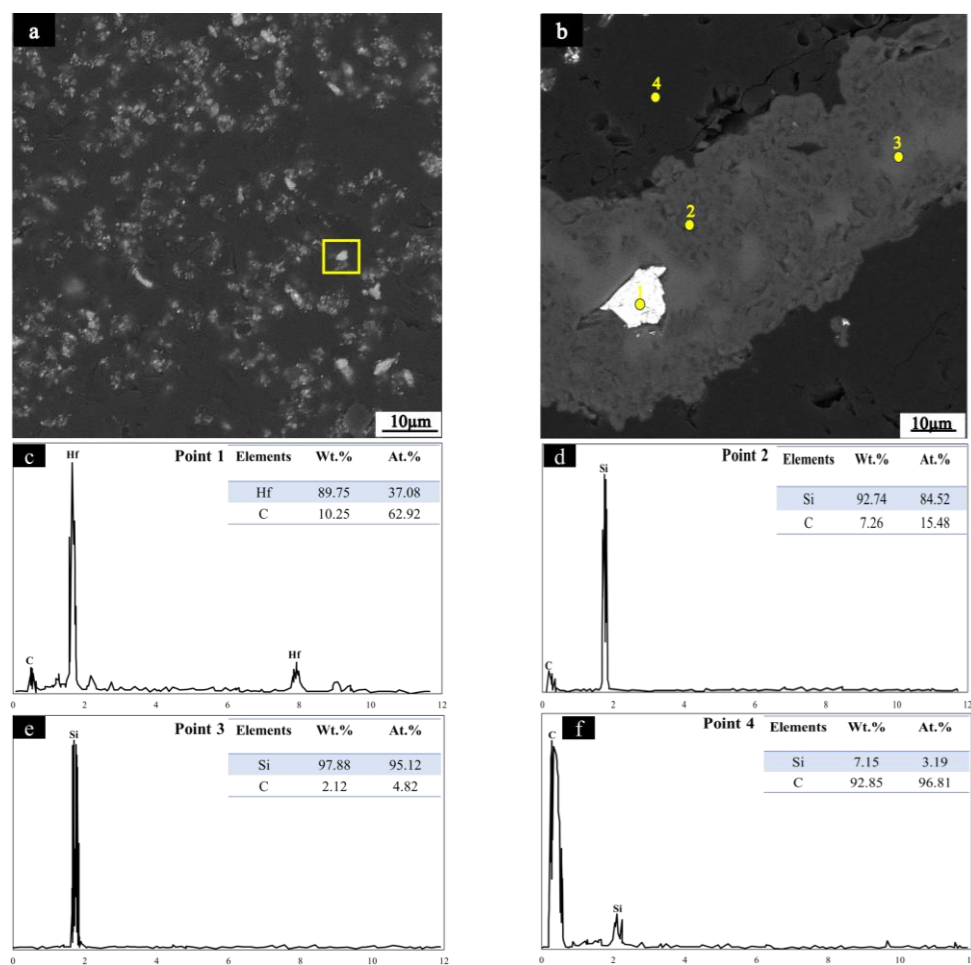 a
10μm
b
4
3
2
1
10μm
c
Hf
C
Hf
Point 1
Elements Wt.% At.%
Hf 89.75 37.08
C 10.25 62.92
0 2 4 6 8 10 12
d
Si
C
Point 2
Elements Wt.% At.%
Si 92.74 84.52
C 7.26 15.48
0 2 4 6 8 10 12
e
Si
Point 3
Elements Wt.% At.%
Si 97.88 95.12
C 2.12 4.82
0 2 4 6 8 10 12
f
C
Si
Point 4
Elements Wt.% At.%
Si 7.15 3.19
C 92.85 96.81
0 2 4 6 8 10 12